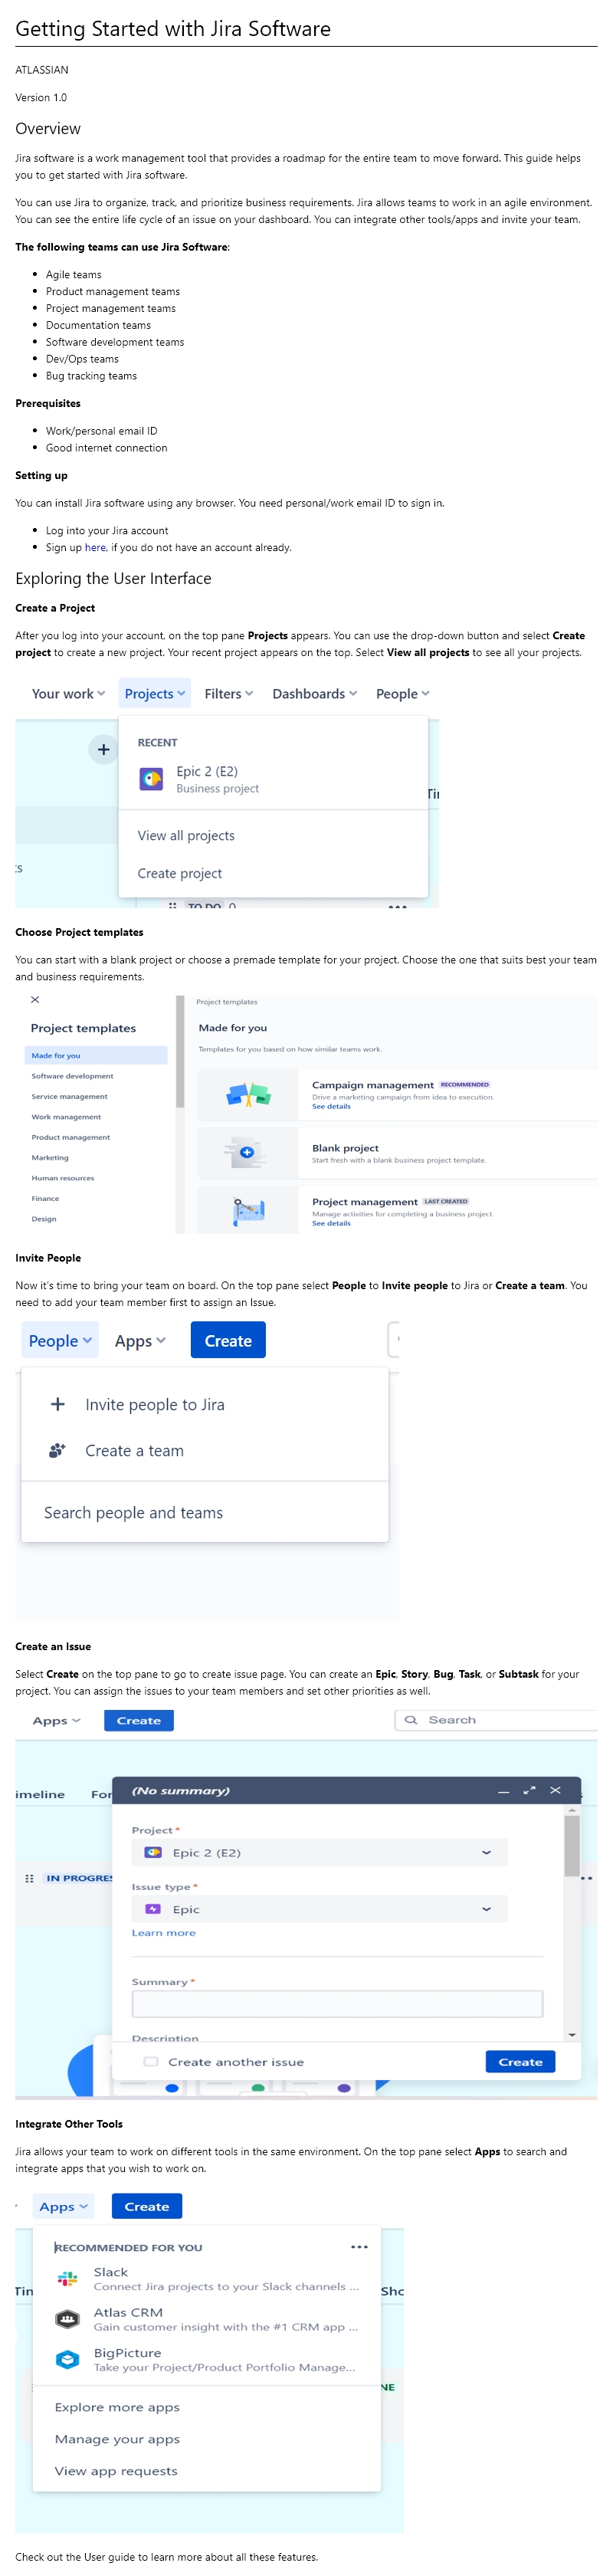 Getting Started with Jira Software
ATLASSIAN
Version 1.0
Overview
Jira software is a work management tool that provides a roadmap for the entire team to move forward. This guide helps
you to get started with Jira software.
You can use Jira to organize, track, and prioritize business requirements. Jira allows teams to work in an agile environment.
You can see the entire life cycle of an issue on your dashboard. You can integrate other tools/apps and invite your team.
The following teams can use Jira Software:
• Agile teams
• Product management teams
• Project management teams
• Documentation teams
• Software development teams
• Dev/Ops teams
• Bug tracking teams
Prerequisites
• Work/personal email ID
• Good internet connection
Setting up
You can install Jira software using any browser. You need personal/work email ID to sign in.
• Log into your Jira account
• Sign up here, if you do not have an account already.
Exploring the User Interface
Create a Project
After you log into your account, on the top pane Projects appears. You can use the drop-down button and select Create
project to create a new project. Your recent project appears on the top. Select View all projects to see all your projects.
Your work Projects Filters Dashboards People
RECENT
Epic 2 (E2)
Business project
Ti
View all projects
Create project
TO DO 0
Choose Project templates
You can start with a blank project or choose a premade template for your project. Choose the one that suits best your team
and business requirements.
Project templates
Project templates
Made for you
Software development
Service management
Work management
Product management
Marketing
Human resources
Finance
Design
Made for you
Templates for you based on how similar teams work.
Campaign management RECOMMENDED
Drive a marketing campaign from idea to execution.
See details
Blank project
Start fresh with a blank business project template.
Project management LAST CREATED
Manage activities for completing a business project.
See details
Invite People
Now it's time to bring your team on board. On the top pane select People to Invite people to Jira or Create a team. You
need to add your team member first to assign an Issue.
People Apps Create
Invite people to Jira
Create a team
Search people and teams
Create an Issue
Select Create on the top pane to go to create issue page. You can create an Epic, Story, Bug, Task, or Subtask for your
project. You can assign the issues to your team members and set other priorities as well.
Apps Create Search
imeline For
(No summary)
Project *
Epic 2 (E2)
IN PROGRES
Issue type *
Epic
Learn more
Summary *
Description
Create another issue Create
Integrate Other Tools
Jira allows your team to work on different tools in the same environment. On the top pane select Apps to search and
integrate apps that you wish to work on.
Apps Create
RECOMMENDED FOR YOU
Slack
Connect Jira projects to your Slack channels ...
Tin
Sho
Atlas CRM
Gain customer insight with the #1 CRM app ...
BigPicture
Take your Project/Product Portfolio Manage...
NE
Explore more apps
Manage your apps
View app requests
Check out the User guide to learn more about all these features.